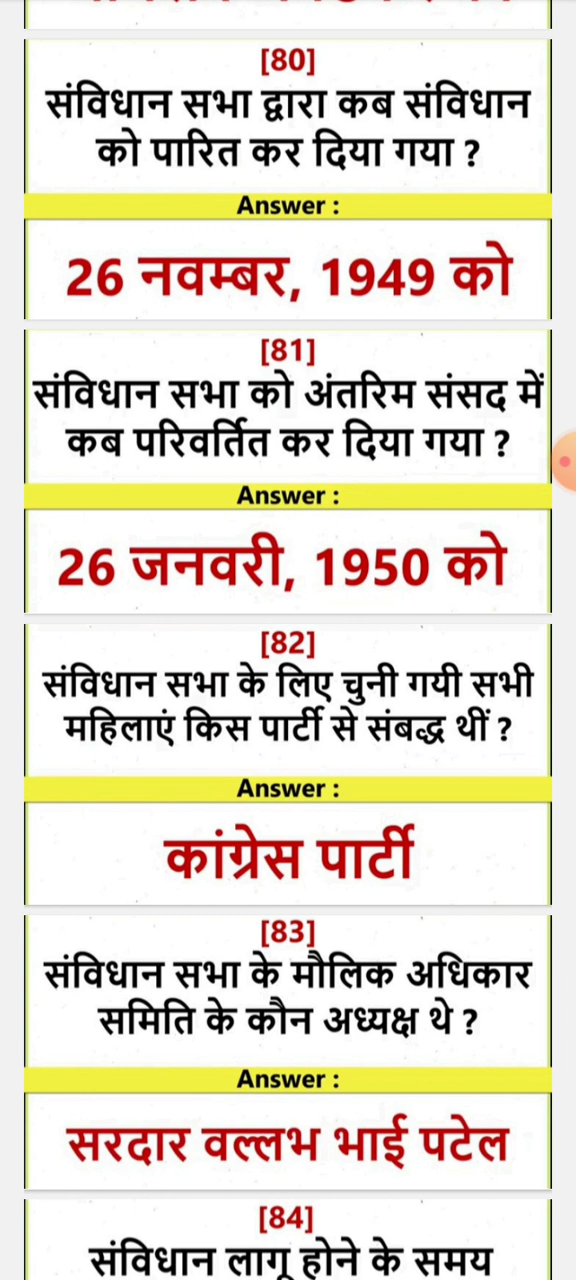 [80]
संविधान सभा द्वारा कब संविधान
को पारित कर दिया गया ?
Answer :
26 नवम्बर, 1949 को
[81]
संविधान सभा को अंतरिम संसद में
कब परिवर्तित कर दिया गया ?
Answer :
26 जनवरी, 1950 को
[82]
संविधान सभा के लिए चुनी गयी सभी
महिलाएं किस पार्टी से संबद्ध थीं ?
Answer :
कांग्रेस पार्टी
[83]
संविधान सभा के मौलिक अधिकार
समिति के कौन अध्यक्ष थे ?
Answer :
सरदार वल्लभ भाई पटेल
[84]
संविधान लागू होने के समय